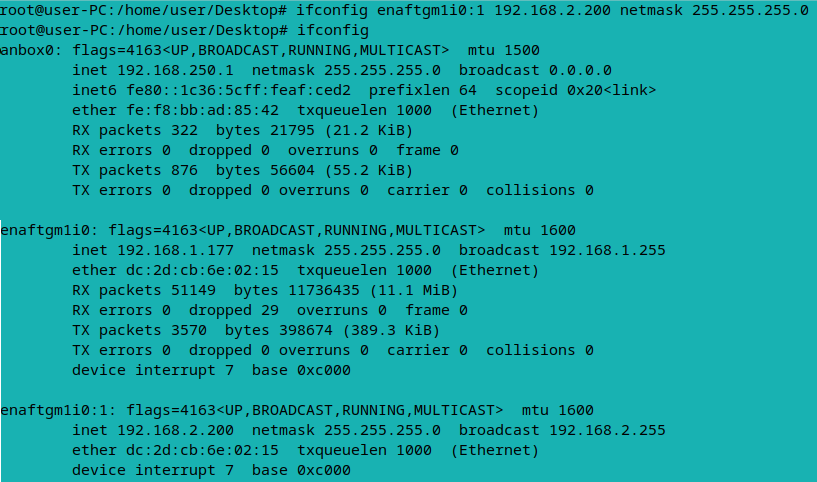 root@user-PC:/home/user/Desktop# ifconfig enaftgm1i0:1 192.168.2.200 netmask 255.255.255.0
root@user-PC:/home/user/Desktop# ifconfig
anbox0: flags=4163<UP,BROADCAST,RUNNING,MULTICAST>  mtu 1500
        inet 192.168.250.1  netmask 255.255.255.0  broadcast 0.0.0.0
        inet6 fe80::1c36:5cff:feaf:ced2  prefixlen 64  scopeid 0x20<link>
        ether fe:f8:bb:ad:85:42  txqueuelen 1000  (Ethernet)
        RX packets 322  bytes 21795 (21.2 KiB)
        RX errors 0  dropped 0  overruns 0  frame 0
        TX packets 876  bytes 56604 (55.2 KiB)
        TX errors 0  dropped 0 overruns 0  carrier 0  collisions 0

enaftgm1i0: flags=4163<UP,BROADCAST,RUNNING,MULTICAST>  mtu 1600
        inet 192.168.1.177  netmask 255.255.255.0  broadcast 192.168.1.255
        ether dc:2d:cb:6e:02:15  txqueuelen 1000  (Ethernet)
        RX packets 51149  bytes 11736435 (11.1 MiB)
        RX errors 0  dropped 29  overruns 0  frame 0
        TX packets 3570  bytes 398674 (389.3 KiB)
        TX errors 0  dropped 0 overruns 0  carrier 0  collisions 0
        device interrupt 7  base 0xc000

enaftgm1i0:1: flags=4163<UP,BROADCAST,RUNNING,MULTICAST>  mtu 1600
        inet 192.168.2.200  netmask 255.255.255.0  broadcast 192.168.2.255
        ether dc:2d:cb:6e:02:15  txqueuelen 1000  (Ethernet)
        device interrupt 7  base 0xc000